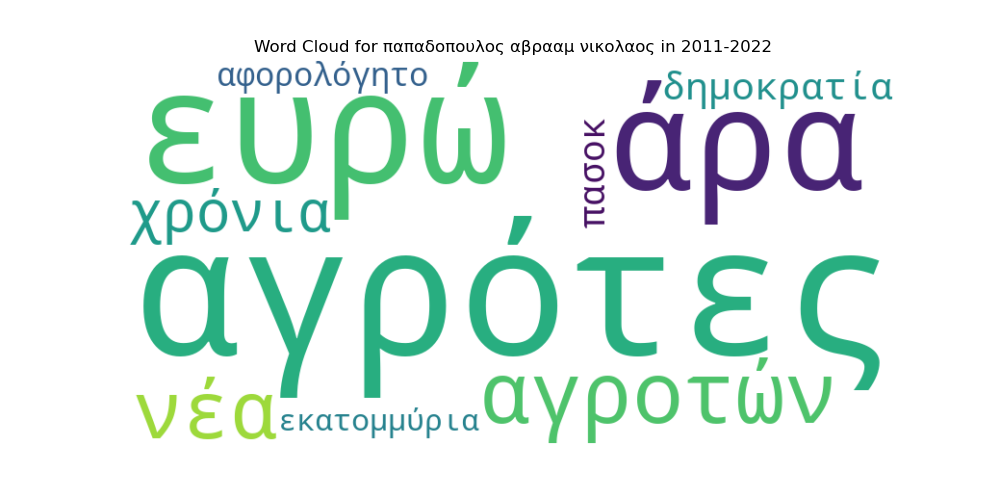 Word Cloud for παπαδοπουλος αβρααμ νικολαος in 2011-2022
αφορολόγητο
δημοκρατία
ευρώ
άρα
πασοκ
χρόνια
αγρότες
νέα
εκατομμύρια
αγροτών